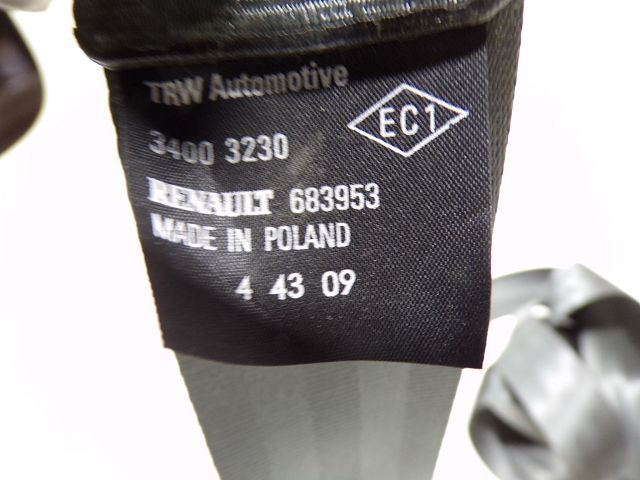 TRW Automotive
EC1
3400 3230
RENAULT 683953
MADE IN POLAND
4 43 09